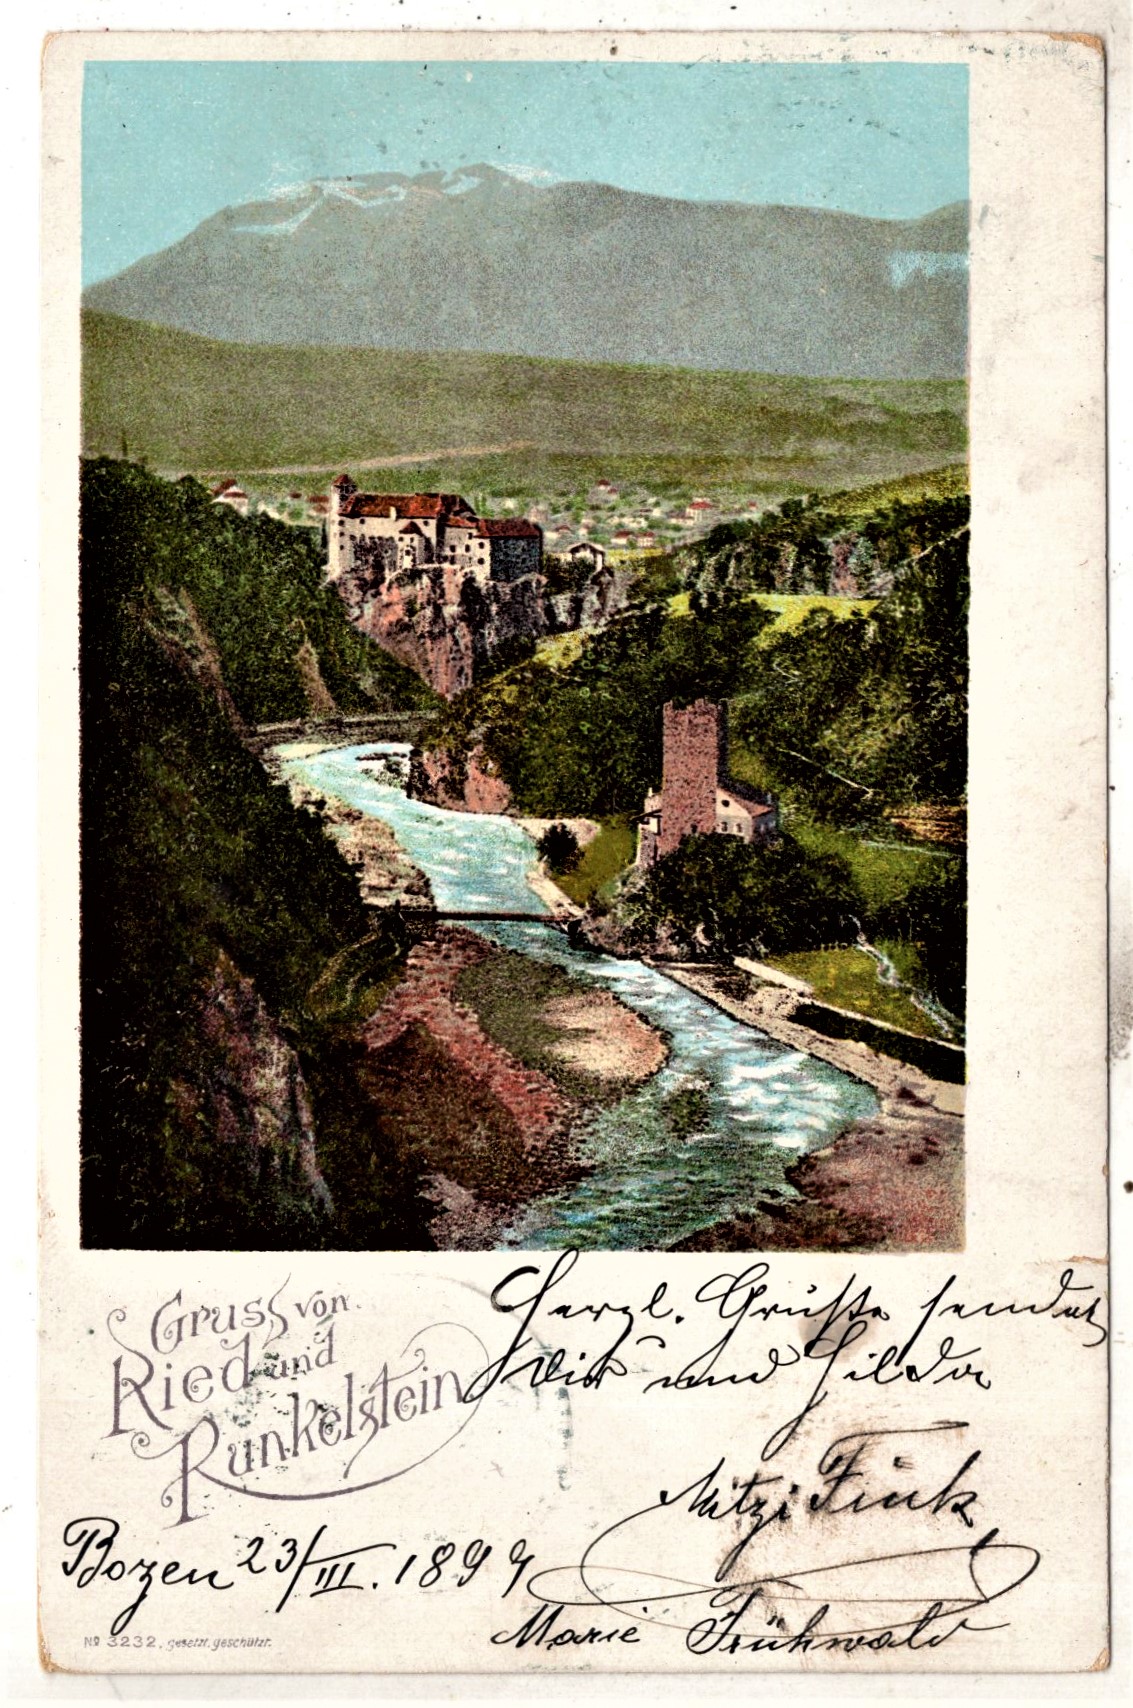 Gruss von
Ried und
Runkelstein
Herzl. Grüße sendet
Dir und Hilda
Mitzi Fink
Bozen 23/III. 1899
Marie Frühwald
No 3232. gesetzl. geschützt.